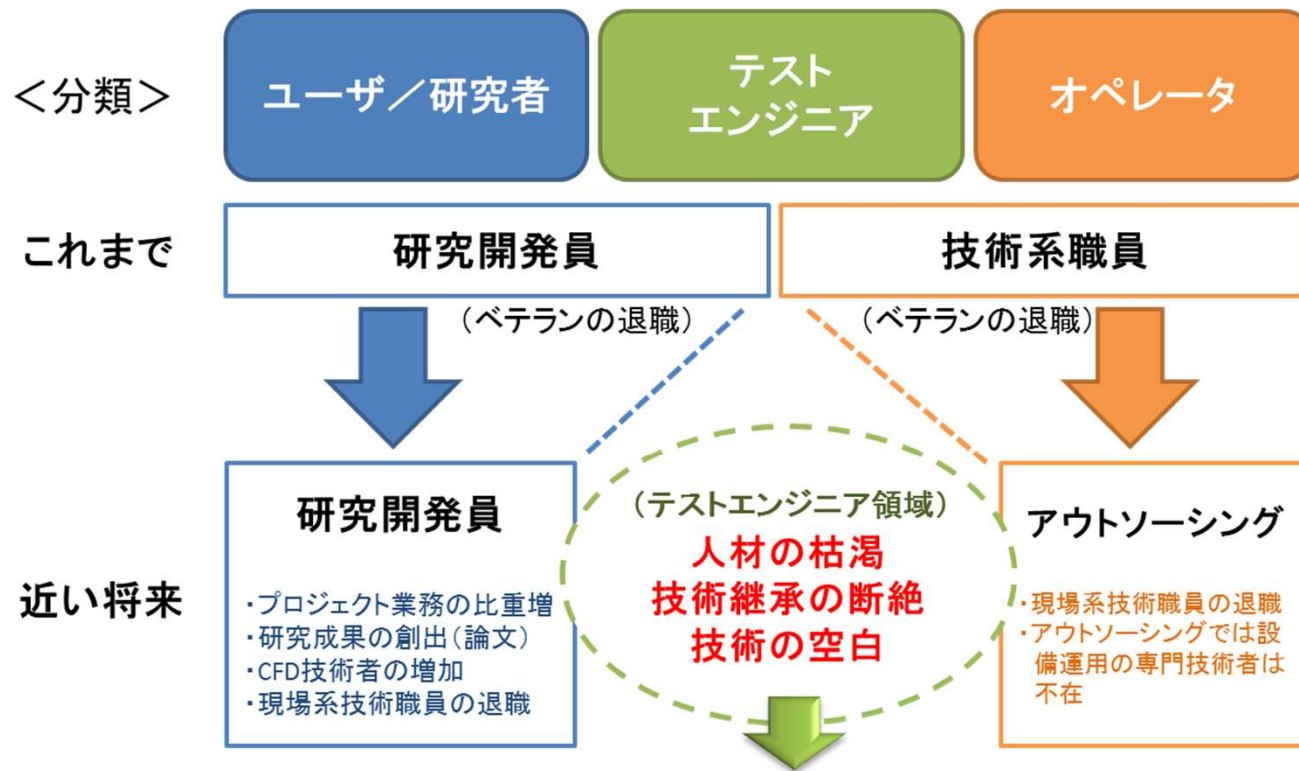 ＜分類＞
ユーザ／研究者
テスト
エンジニア
オペレータ
これまで
研究開発員
技術系職員
（ベテランの退職）
（ベテランの退職）
近い将来
研究開発員
・プロジェクト業務の比重増
・研究成果の創出（論文）
・CFD技術者の増加
・現場系技術職員の退職
（テストエンジニア領域）
人材の枯渇
技術継承の断絶
技術の空白
アウトソーシング
・現場系技術職員の退職
・アウトソーシングでは設
備運用の専門技術者は
不在